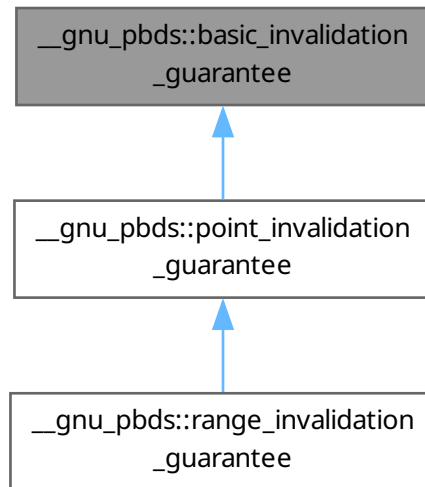 __gnu_pbds::basic_invalidation
_guarantee
__gnu_pbds::point_invalidation
_guarantee
__gnu_pbds::range_invalidation
_guarantee